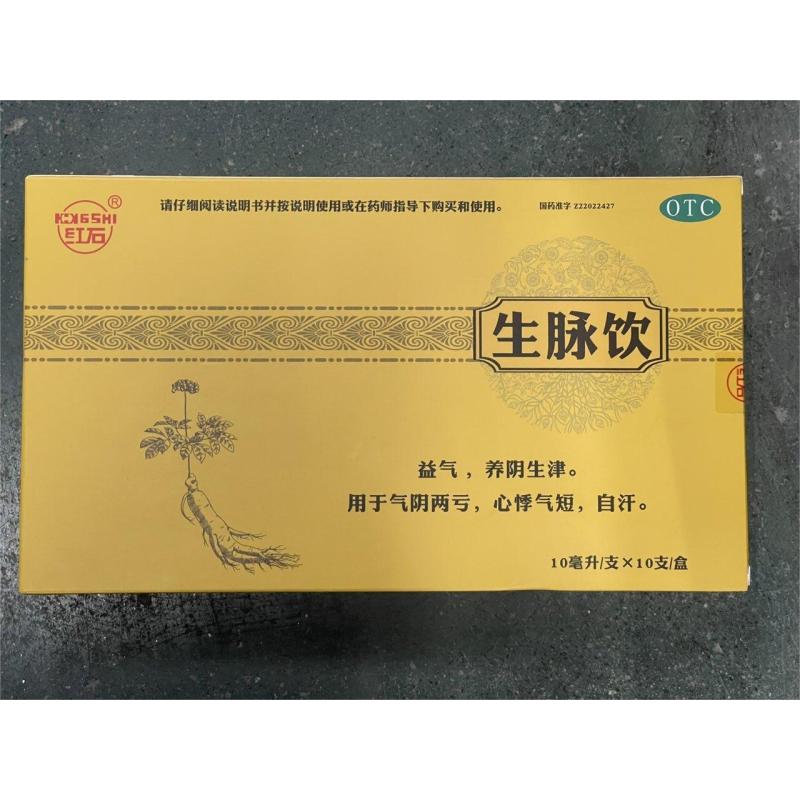 HONGSHI
红石
®
请仔细阅读说明书并按说明使用或在药师指导下购买和使用。
国药准字 Z22022427
OTC
生脉饮
益气，养阴生津。
用于气阴两亏，心悸气短，自汗。
10毫升/支×10支/盒